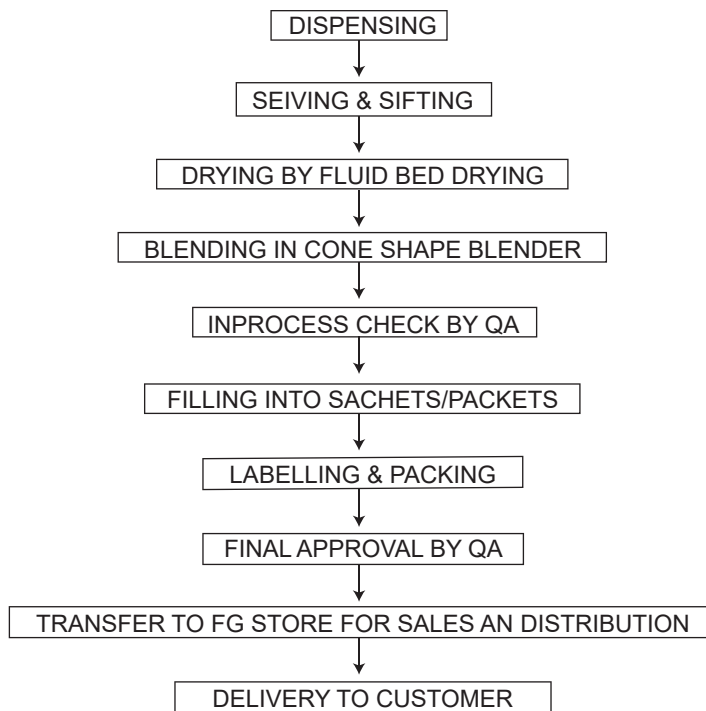 DISPENSING
SEIVING & SIFTING
DRYING BY FLUID BED DRYING
BLENDING IN CONE SHAPE BLENDER
INPROCESS CHECK BY QA
FILLING INTO SACHETS/PACKETS
LABELLING & PACKING
FINAL APPROVAL BY QA
TRANSFER TO FG STORE FOR SALES AN DISTRIBUTION
DELIVERY TO CUSTOMER